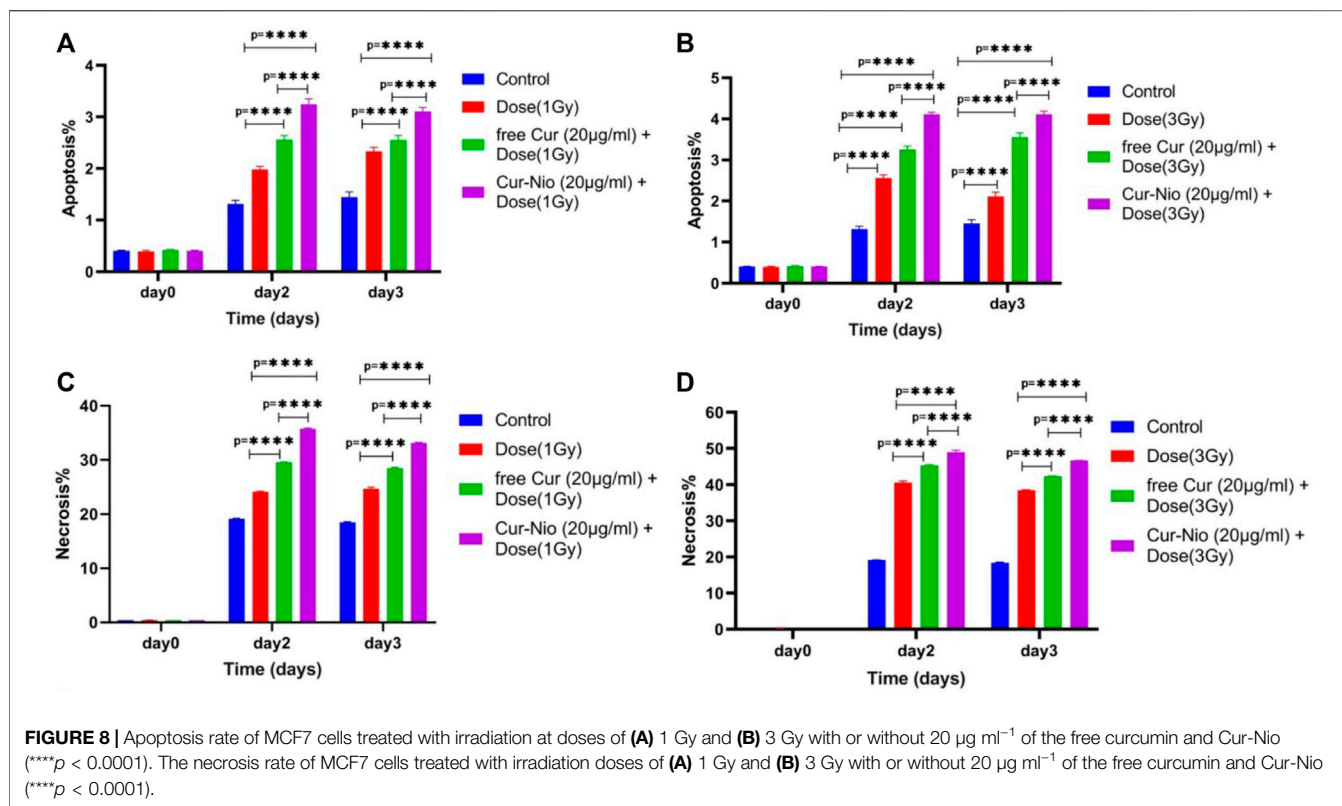 A
p=****
p=****
p=****
p=****
p=****
p=****
Apoptosis%
4
3
2
1
0
day0
day2
day3
Time (days)
Control
Dose(1Gy)
free Cur (20µg/ml) +
Dose(1Gy)
Cur-Nio (20µg/ml) +
Dose(1Gy)
B
p=****
p=****
p=****
p=****
p=****
p=****
p=****
p=****
Apoptosis%
5
4
3
2
1
0
day0
day2
day3
Time (days)
Control
Dose(3Gy)
free Cur (20µg/ml) +
Dose(3Gy)
Cur-Nio (20µg/ml) +
Dose(3Gy)
C
p=****
p=****
p=****
p=****
p=****
p=****
Necrosis%
40
30
20
10
0
day0
day2
day3
Time (days)
Control
Dose(1Gy)
free Cur (20µg/ml) +
Dose(1Gy)
Cur-Nio (20µg/ml) +
Dose(1Gy)
D
p=****
p=****
p=****
p=****
p=****
p=****
Necrosis%
60
50
40
30
20
10
0
day0
day2
day3
Time (days)
Control
Dose(3Gy)
free Cur (20µg/ml) +
Dose(3Gy)
Cur-Nio (20µg/ml) +
Dose(3Gy)
FIGURE 8 | Apoptosis rate of MCF7 cells treated with irradiation at doses of (A) 1 Gy and (B) 3 Gy with or without 20 µg ml⁻¹ of the free curcumin and Cur-Nio
(****p < 0.0001). The necrosis rate of MCF7 cells treated with irradiation doses of (A) 1 Gy and (B) 3 Gy with or without 20 µg ml⁻¹ of the free curcumin and Cur-Nio
(****p < 0.0001).